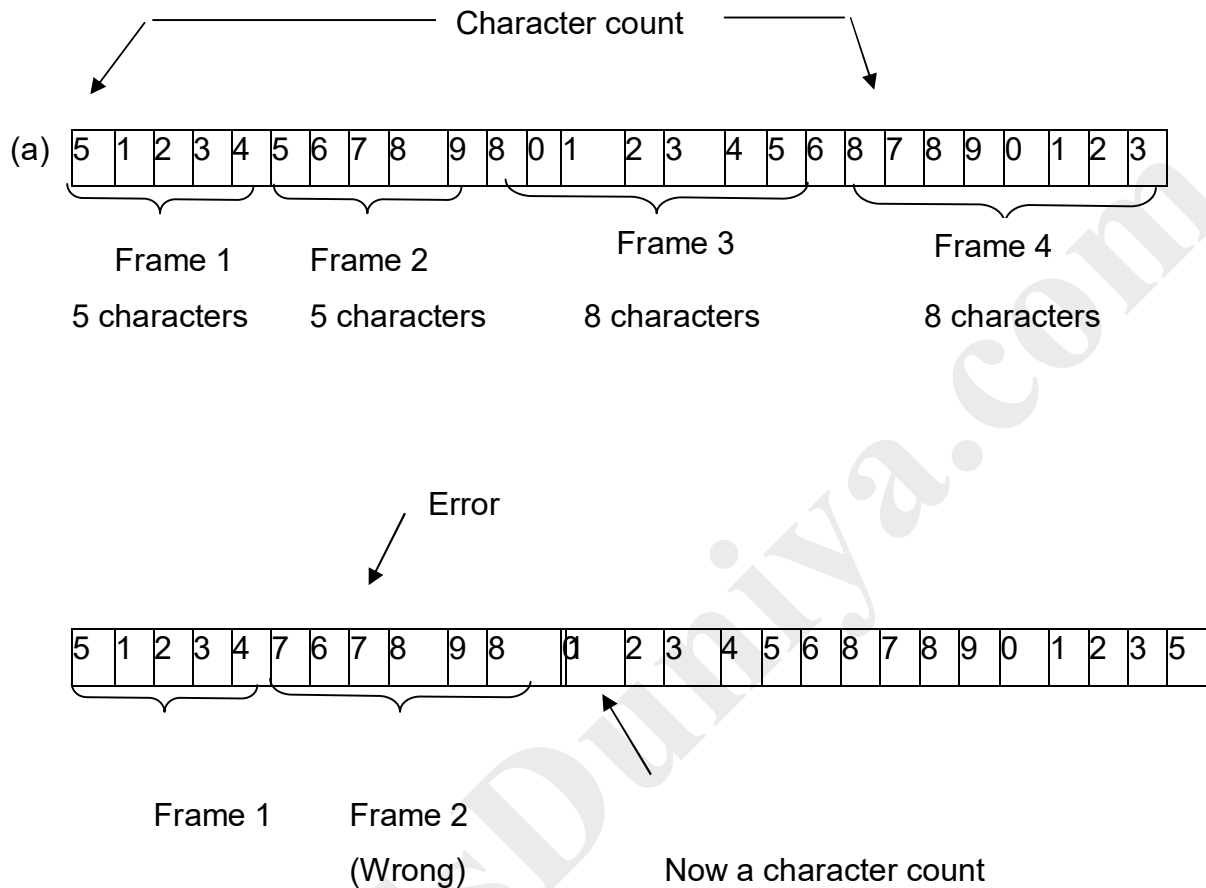 Character count
(a) 5 1 2 3 4 5 6 7 8 9 8 0 1 2 3 4 5 6 8 7 8 9 0 1 2 3
Frame 1 Frame 2 Frame 3 Frame 4
5 characters 5 characters 8 characters 8 characters
Error
5 1 2 3 4 7 6 7 8 9 8 0 1 2 3 4 5 6 8 7 8 9 0 1 2 3 5
Frame 1 Frame 2
(Wrong) Now a character count
sDuniya.com